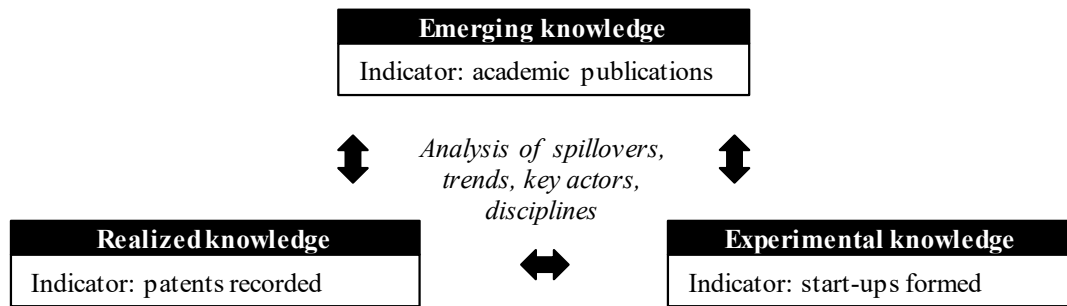 Emerging knowledge
Indicator: academic publications
Analysis of spillovers,
trends, key actors,
disciplines
Realized knowledge
Indicator: patents recorded
Experimental knowledge
Indicator: start-ups formed